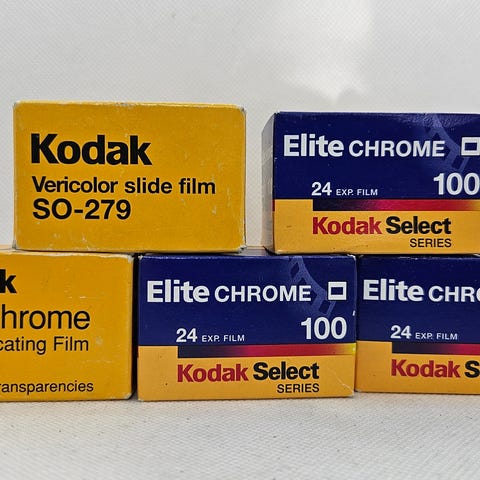 Kodak
Vericolor slide film
SO-279
Elite CHROME
100
24 EXP. FILM
Kodak Select
SERIES
k
hrome
cating Film
ansparencies
Elite CHROME
100
24 EXP. FILM
Kodak Select
SERIES
Elite CHRO
24 EXP. FILM
Kodak S